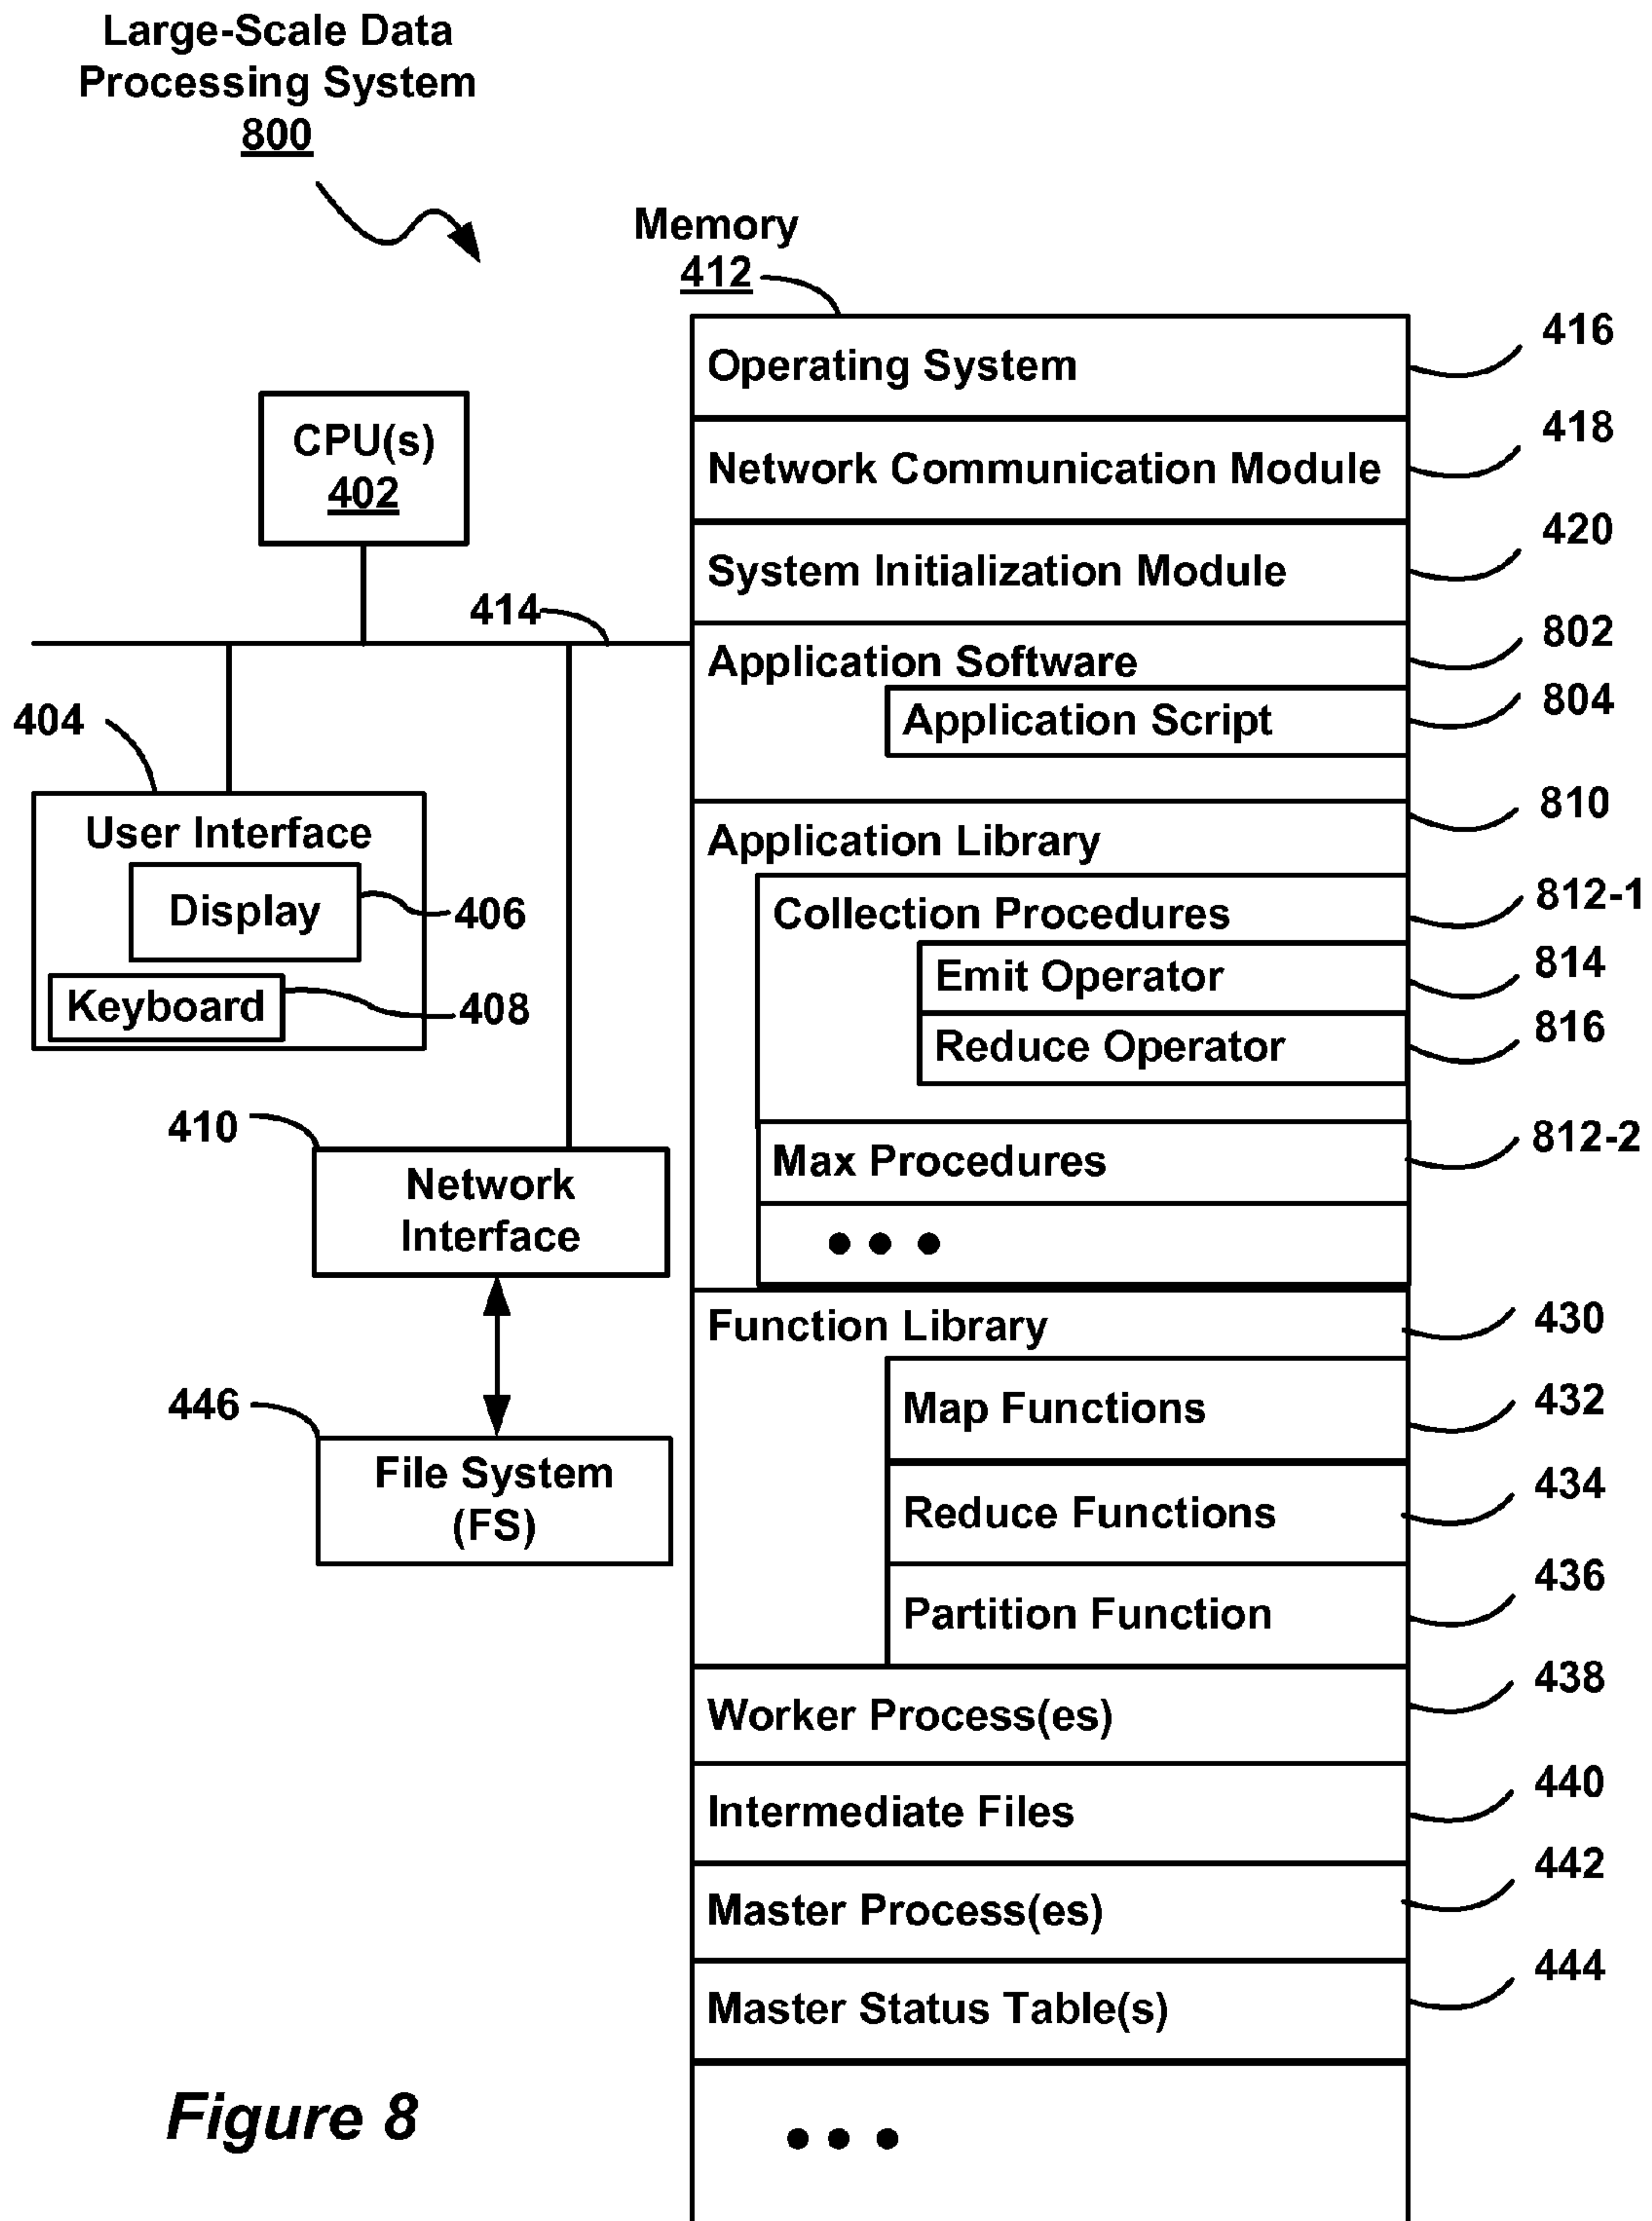 Large-Scale Data
Processing System
800
Memory
412
Operating System
416
Network Communication Module
418
System Initialization Module
420
Application Software
802
Application Script
804
Application Library
810
Collection Procedures
812-1
Emit Operator
814
Reduce Operator
816
Max Procedures
812-2
Function Library
430
Map Functions
432
Reduce Functions
434
Partition Function
436
Worker Process(es)
438
Intermediate Files
440
Master Process(es)
442
Master Status Table(s)
444
CPU(s)
402
414
404
User Interface
Display
406
Keyboard
408
410
Network
Interface
446
File System
(FS)
Figure 8